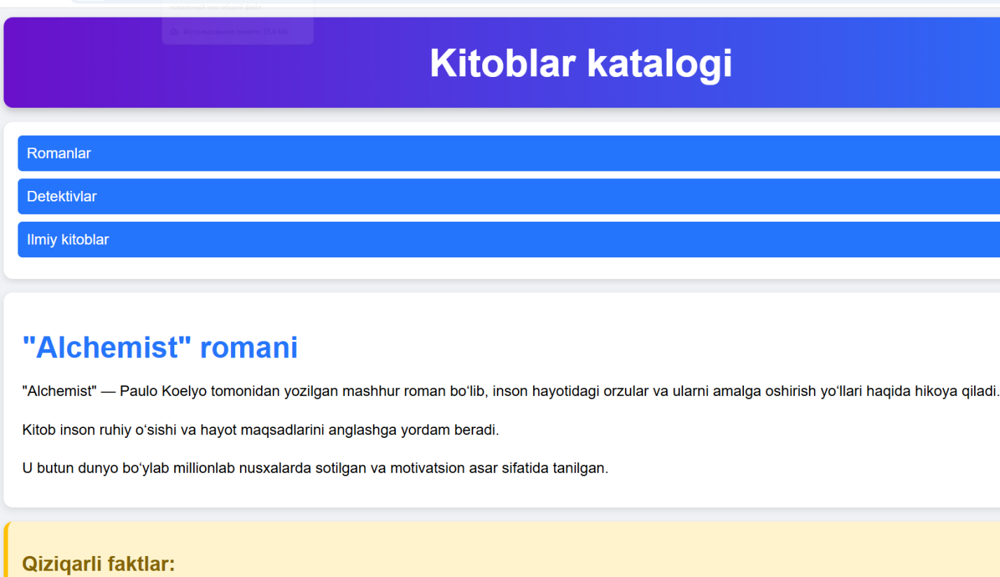 Использование памяти: 23,4 МБ
Kitoblar katalogi
Romanlar
Detektivlar
Ilmiy kitoblar
"Alchemist" romani
"Alchemist" — Paulo Koelyo tomonidan yozilgan mashhur roman bo‘lib, inson hayotidagi orzular va ularni amalga oshirish yo‘llari haqida hikoya qiladi.
Kitob inson ruhiy o‘sishi va hayot maqsadlarini anglashga yordam beradi.
U butun dunyo bo‘ylab millionlab nusxalarda sotilgan va motivatsion asar sifatida tanilgan.
Qiziqarli faktlar: